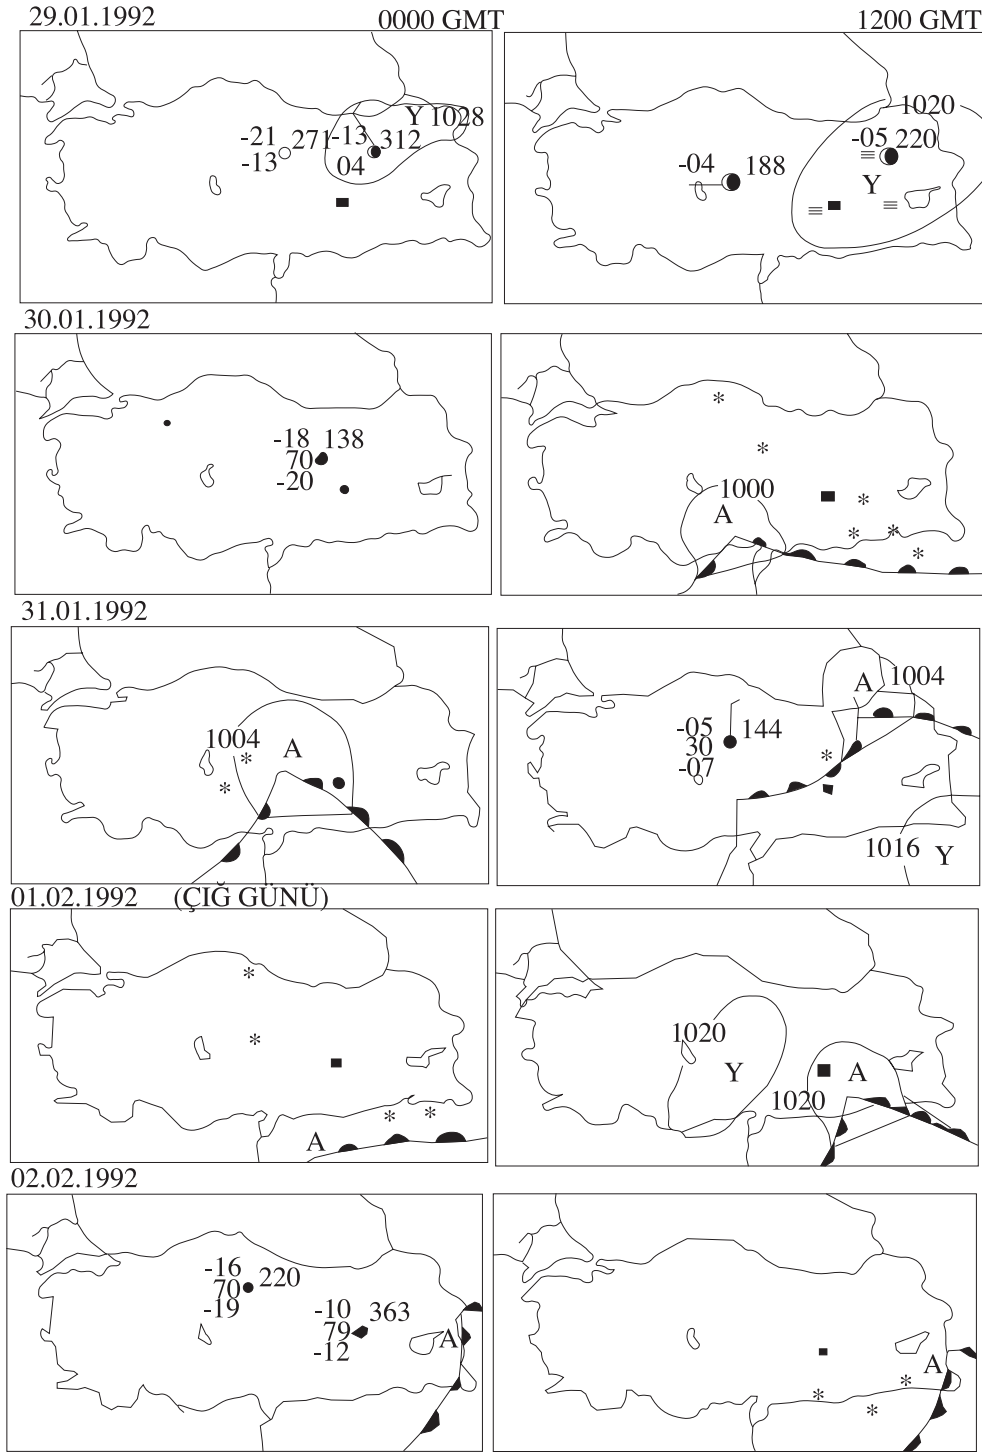 29.01.1992 0000 GMT 1200 GMT
Y 1028
-21 271 -13 312
-13 04
1020
-05 220
-04 188
Y
30.01.1992
-18 138
70
-20
*
*
1000
A
*
* *
*
31.01.1992
1004 A
*
*
A 1004
-05 144
30
-07
*
1016 Y
01.02.1992 (ÇIĞ GÜNÜ)
*
*
* *
A
1020
Y
A
1020
02.02.1992
-16 220
70
-19
-10 363
79
-12
A
A
*
*
*